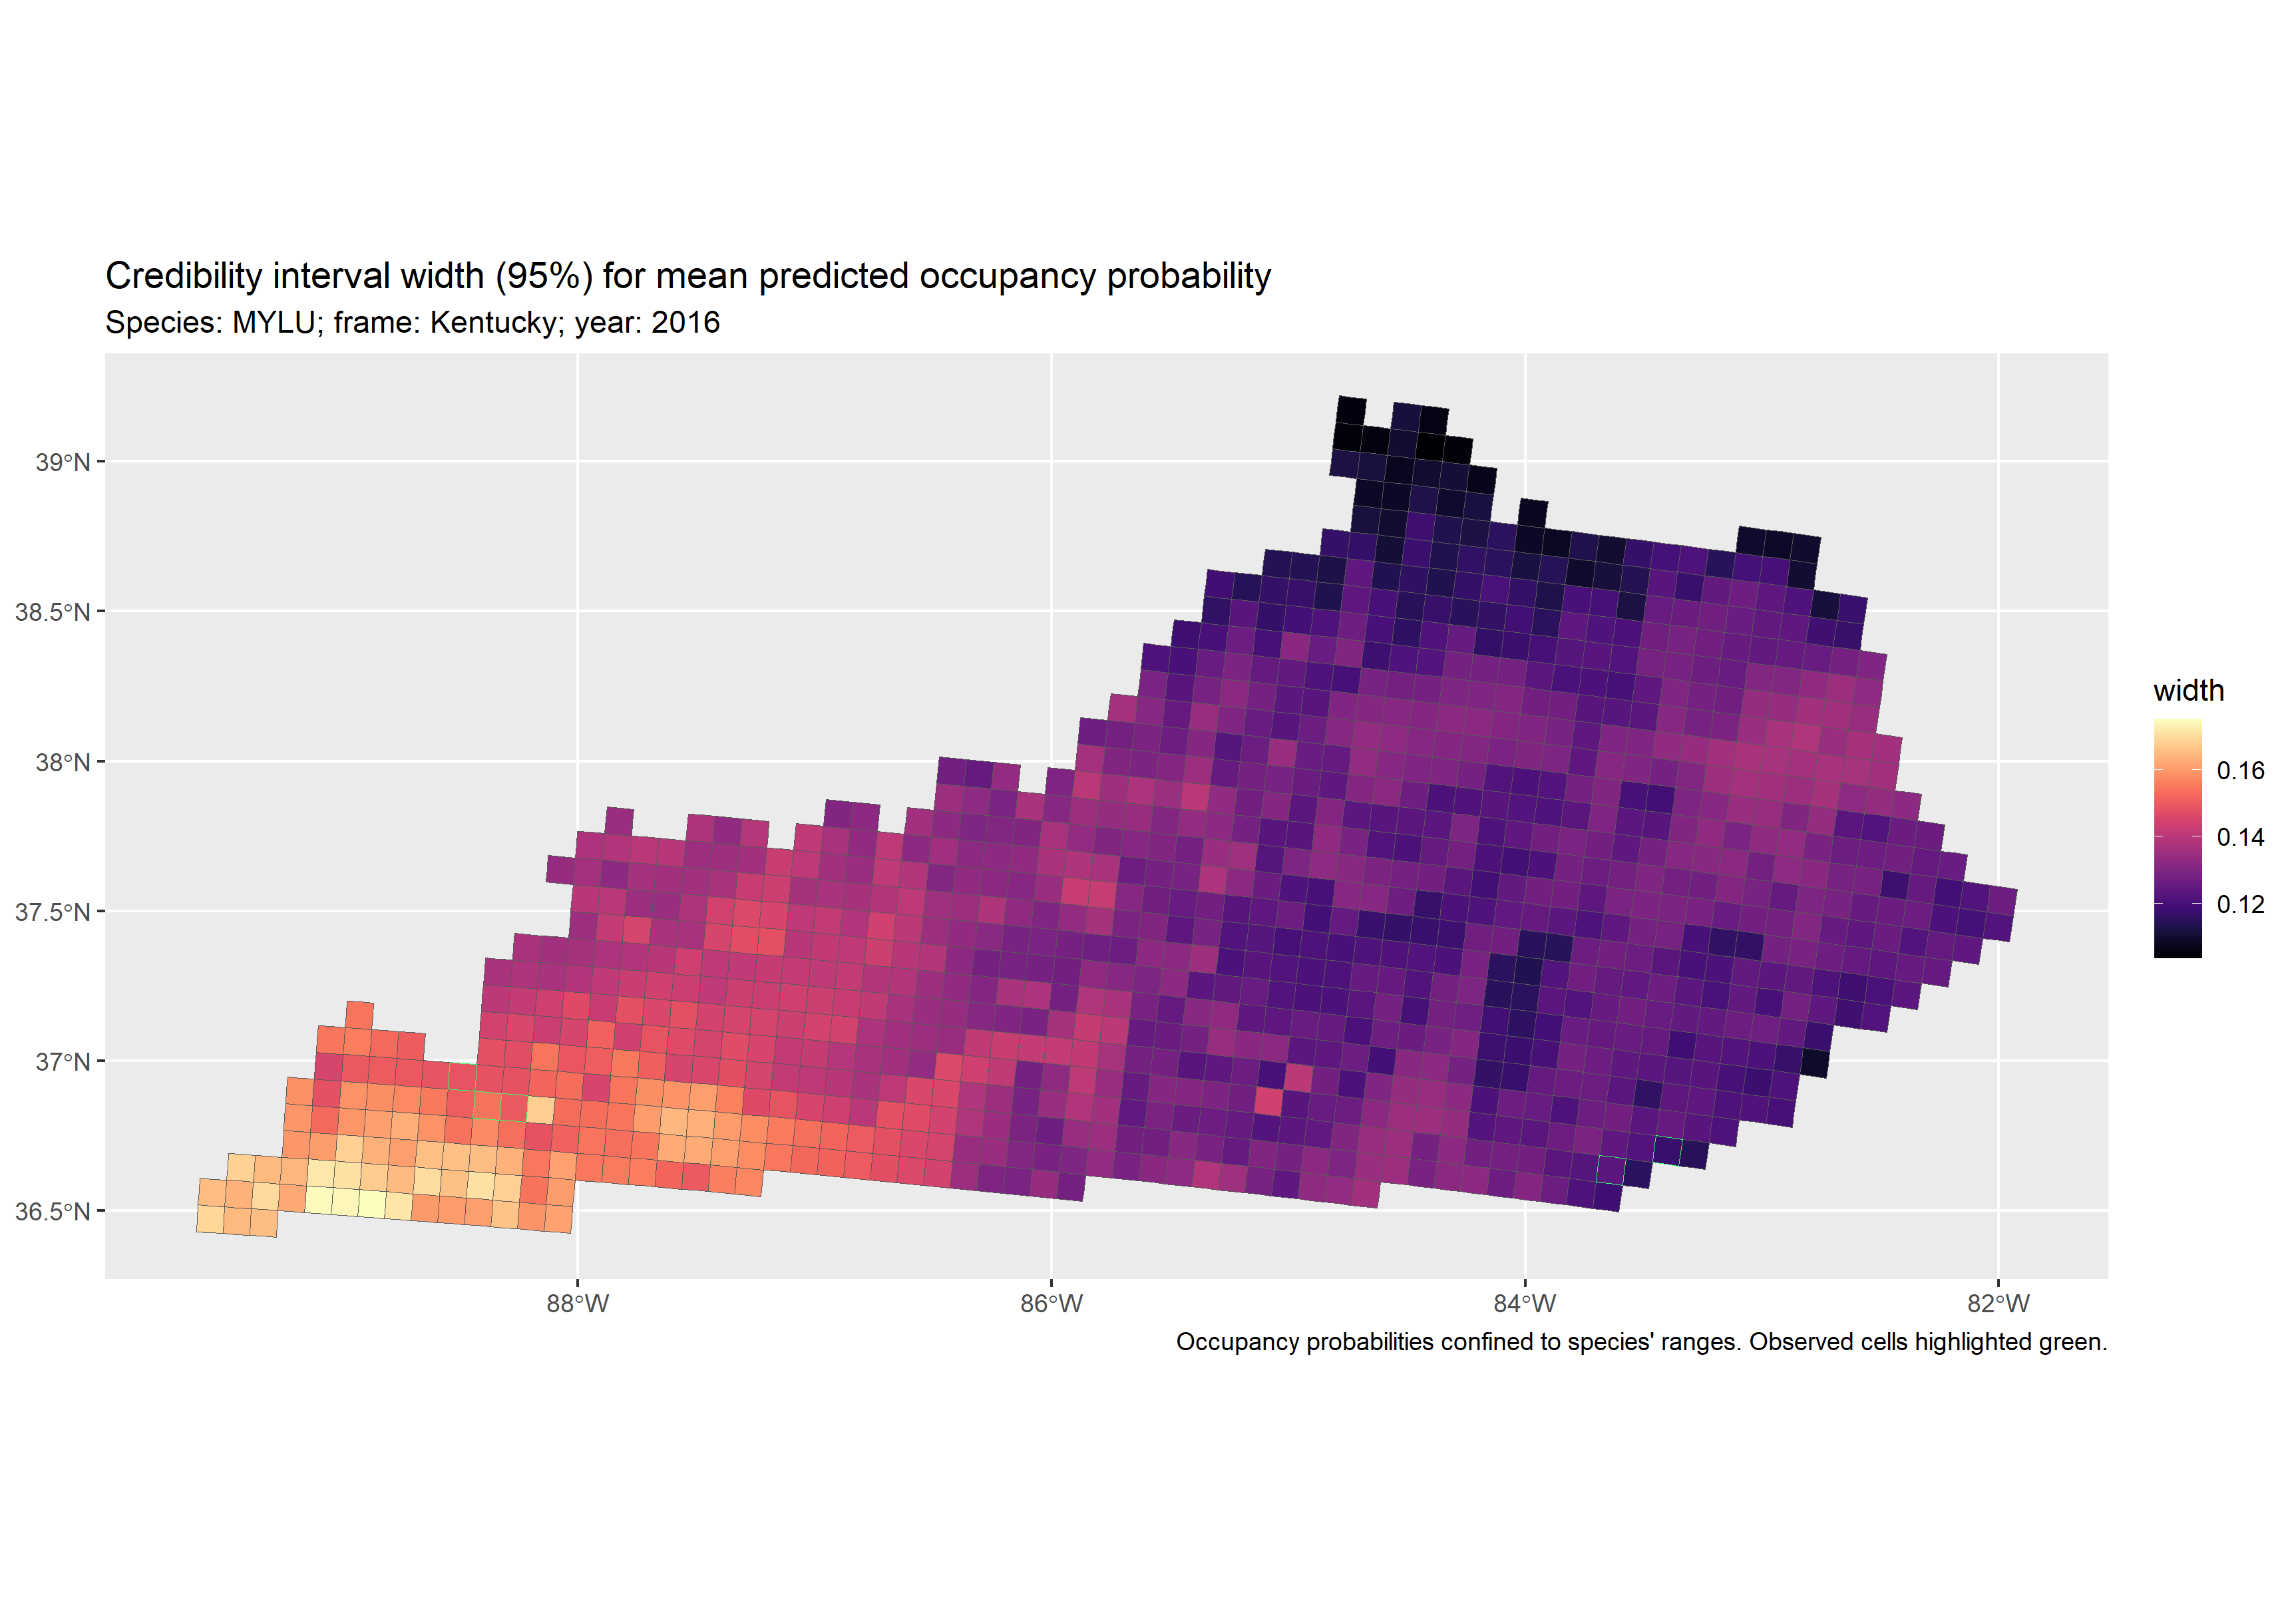 Credibility interval width (95%) for mean predicted occupancy probability
Species: MYLU; frame: Kentucky; year: 2016
39°N
38.5°N
38°N
37.5°N
37°N
36.5°N
88°W
86°W
84°W
82°W
width
0.16
0.14
0.12
Occupancy probabilities confined to species' ranges. Observed cells highlighted green.